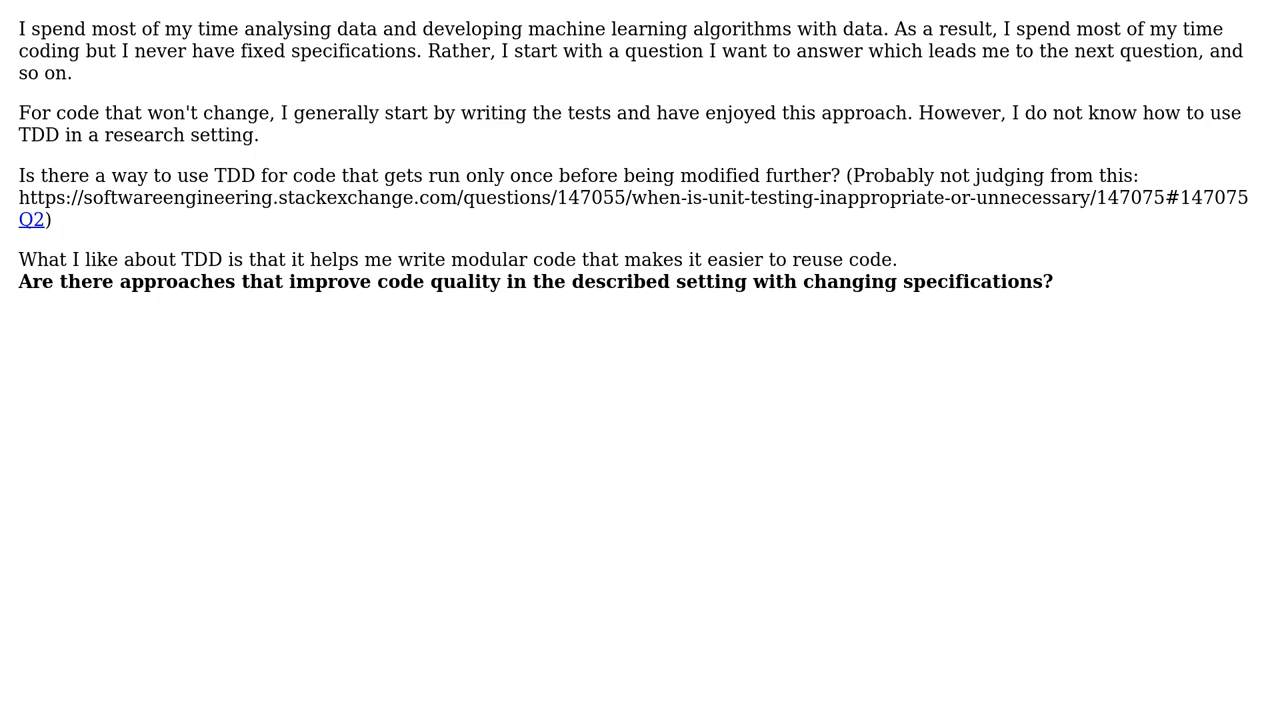 I spend most of my time analysing data and developing machine learning algorithms with data. As a result, I spend most of my time
coding but I never have fixed specifications. Rather, I start with a question I want to answer which leads me to the next question, and
so on.
For code that won't change, I generally start by writing the tests and have enjoyed this approach. However, I do not know how to use
TDD in a research setting.
Is there a way to use TDD for code that gets run only once before being modified further? (Probably not judging from this:
https://softwareengineering.stackexchange.com/questions/147055/when-is-unit-testing-inappropriate-or-unnecessary/147075#147075
Q2)
What I like about TDD is that it helps me write modular code that makes it easier to reuse code.
Are there approaches that improve code quality in the described setting with changing specifications?